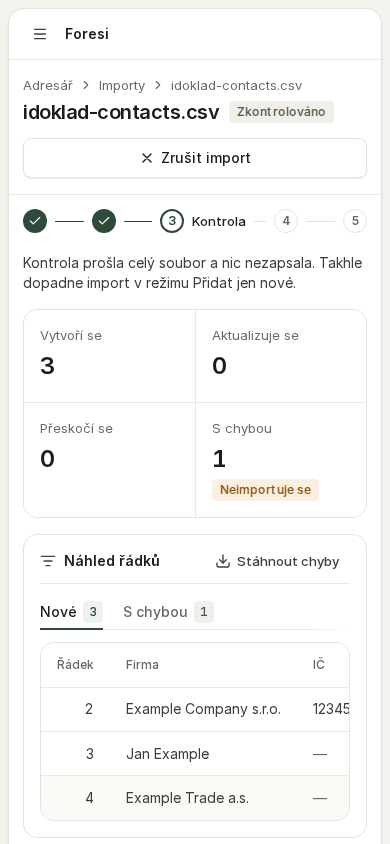 Foresi
Adresář > Importy > idoklad-contacts.csv
idoklad-contacts.csv Zkontrolováno
Zrušit import
3 Kontrola 4 5
Kontrola prošla celý soubor a nic nezapsala. Takhle
dopadne import v režimu Přidat jen nové.
Vytvoří se Aktualizuje se
3 0
Přeskočí se S chybou
0 1
Neimportuje se
Náhled řádků Stáhnout chyby
Nové 3 S chybou 1
Řádek Firma IČ
2 Example Company s.r.o. 12345
3 Jan Example —
4 Example Trade a.s. —